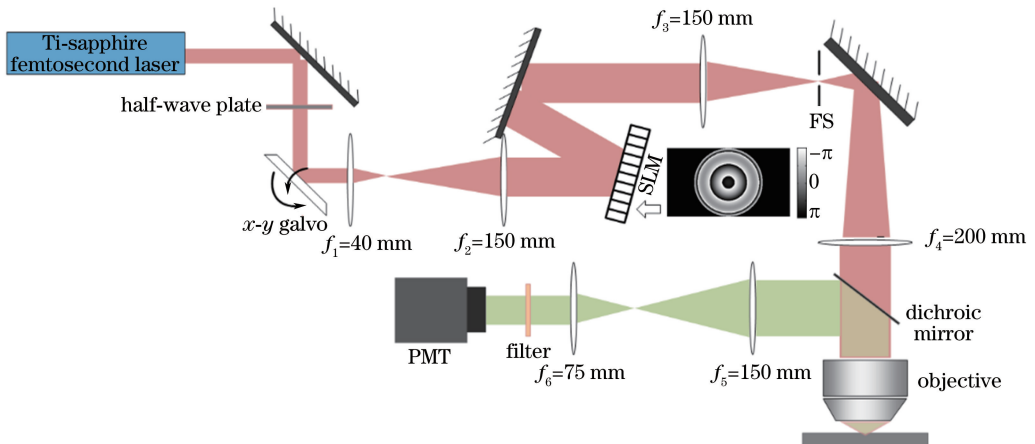 Ti-sapphire
femtosecond laser
half-wave plate
x-y galvo
f₁=40 mm
f₂=150 mm
f₃=150 mm
FS
SLM
−π
0
π
f₄=200 mm
dichroic
mirror
objective
PMT
filter
f₆=75 mm
f₅=150 mm